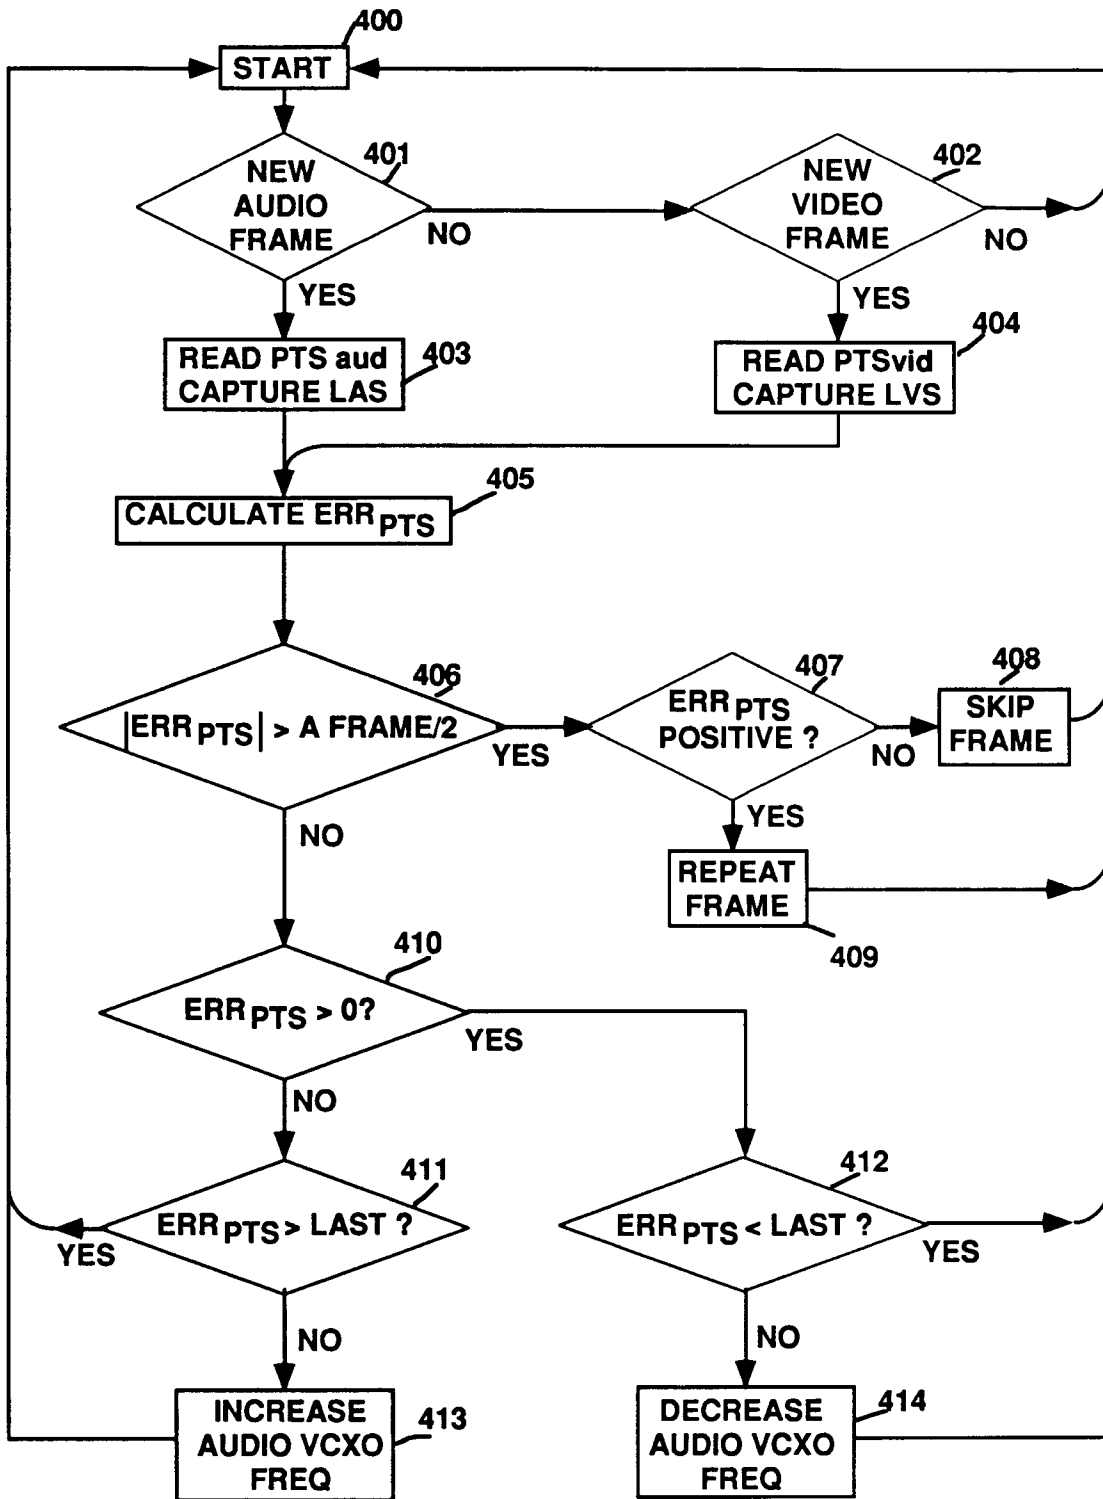 400
START
401
NEW
AUDIO
FRAME
NO
YES
402
NEW
VIDEO
FRAME
NO
YES
403
READ PTS aud
CAPTURE LAS
404
READ PTSvid
CAPTURE LVS
405
CALCULATE ERR PTS
406
|ERR PTS| > A FRAME/2
YES
NO
407
ERR PTS
POSITIVE ?
NO
YES
408
SKIP
FRAME
REPEAT
FRAME
409
410
ERR PTS > 0?
YES
NO
411
ERR PTS > LAST ?
YES
NO
412
ERR PTS < LAST ?
YES
NO
INCREASE
AUDIO VCXO
FREQ
413
DECREASE
AUDIO VCXO
FREQ
414